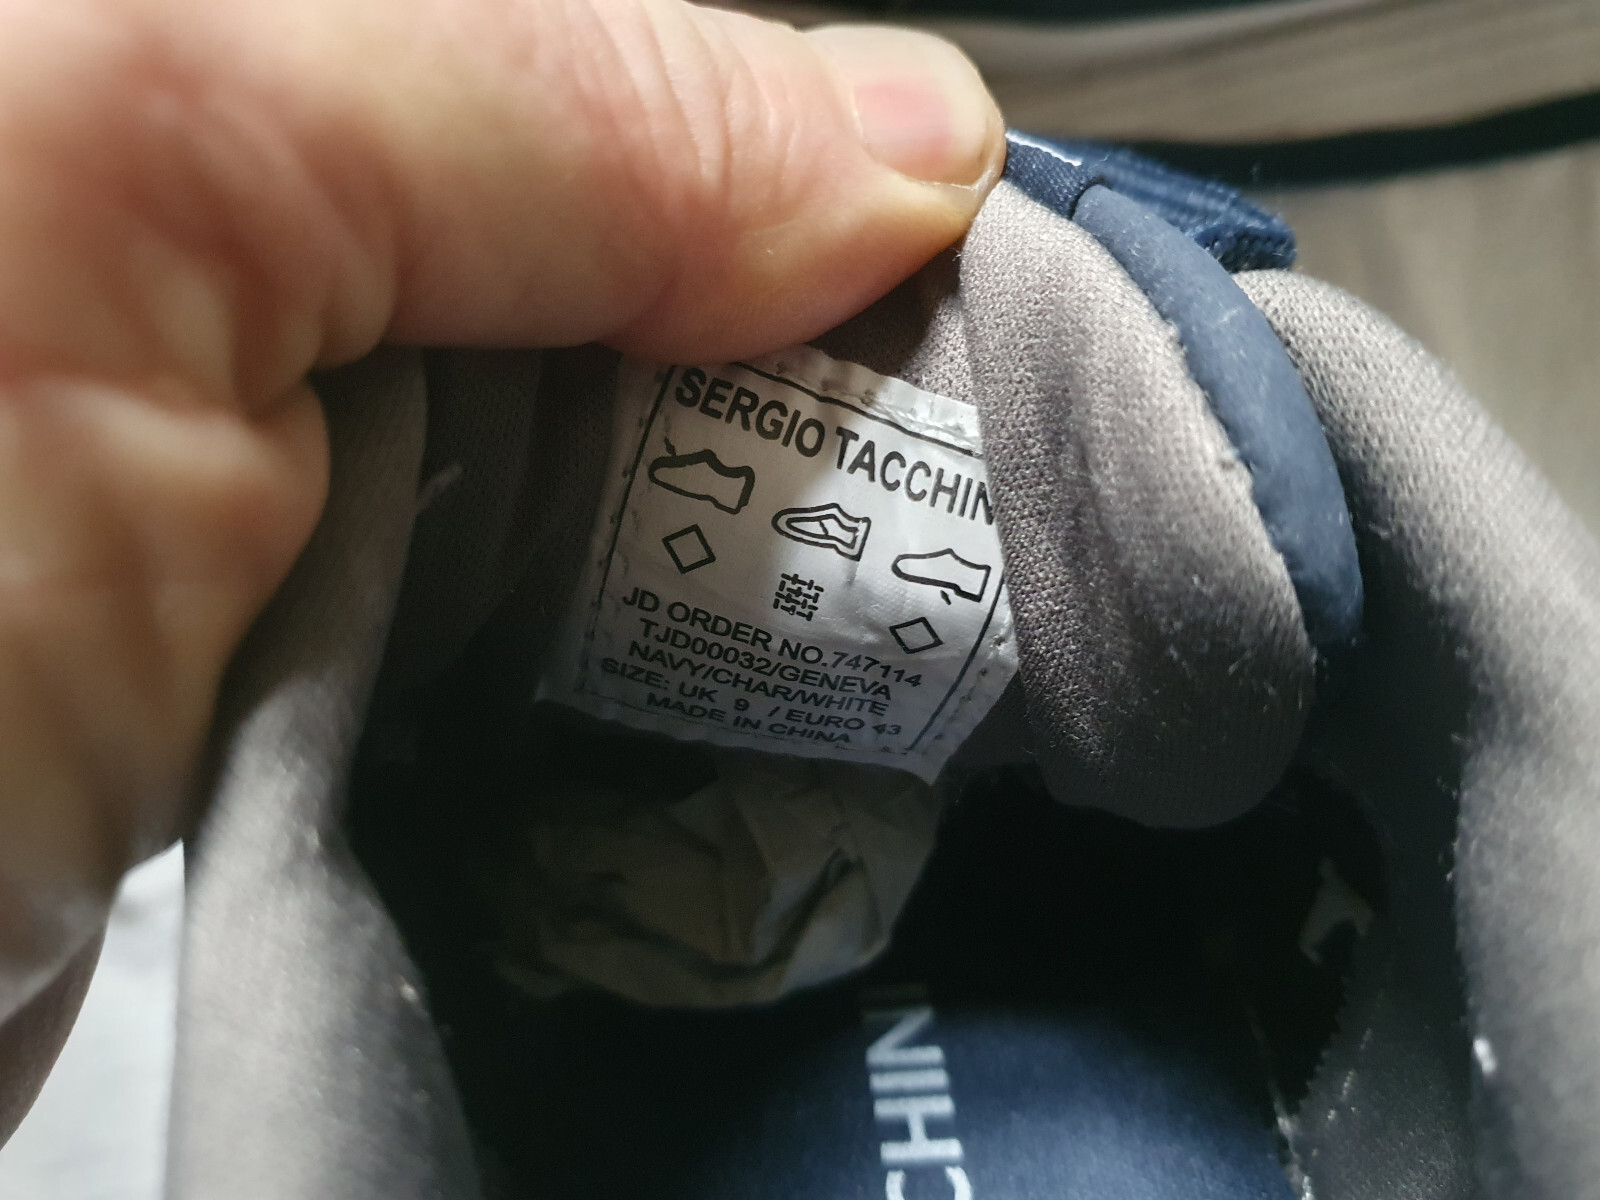 SERGIO TACCHIN
JD ORDER NO.747114
TJD00032/GENEVA
NAVY/CHAR/WHITE
SIZE: UK 9 / EURO 43
MADE IN CHINA
CHIN